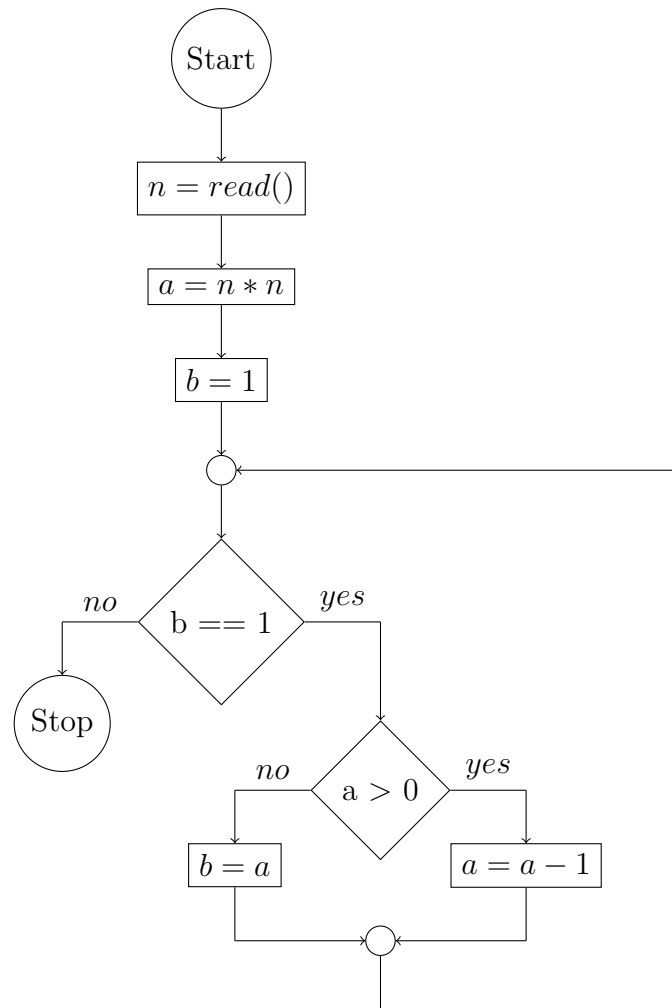 Start
n = read()
a = n ∗ n
b = 1
no
yes
b == 1
Stop
no
yes
a > 0
b = a
a = a − 1